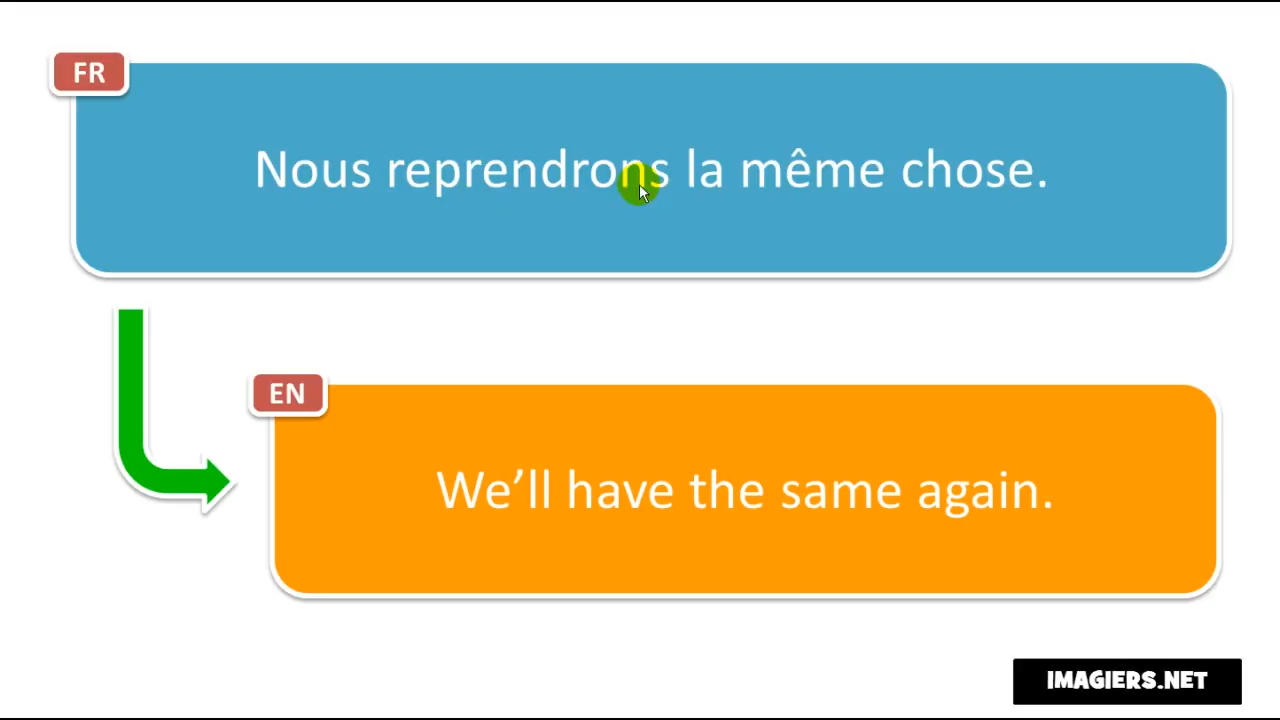 FR
Nous reprendrons la même chose.
EN
We’ll have the same again.
IMAGIERS.NET